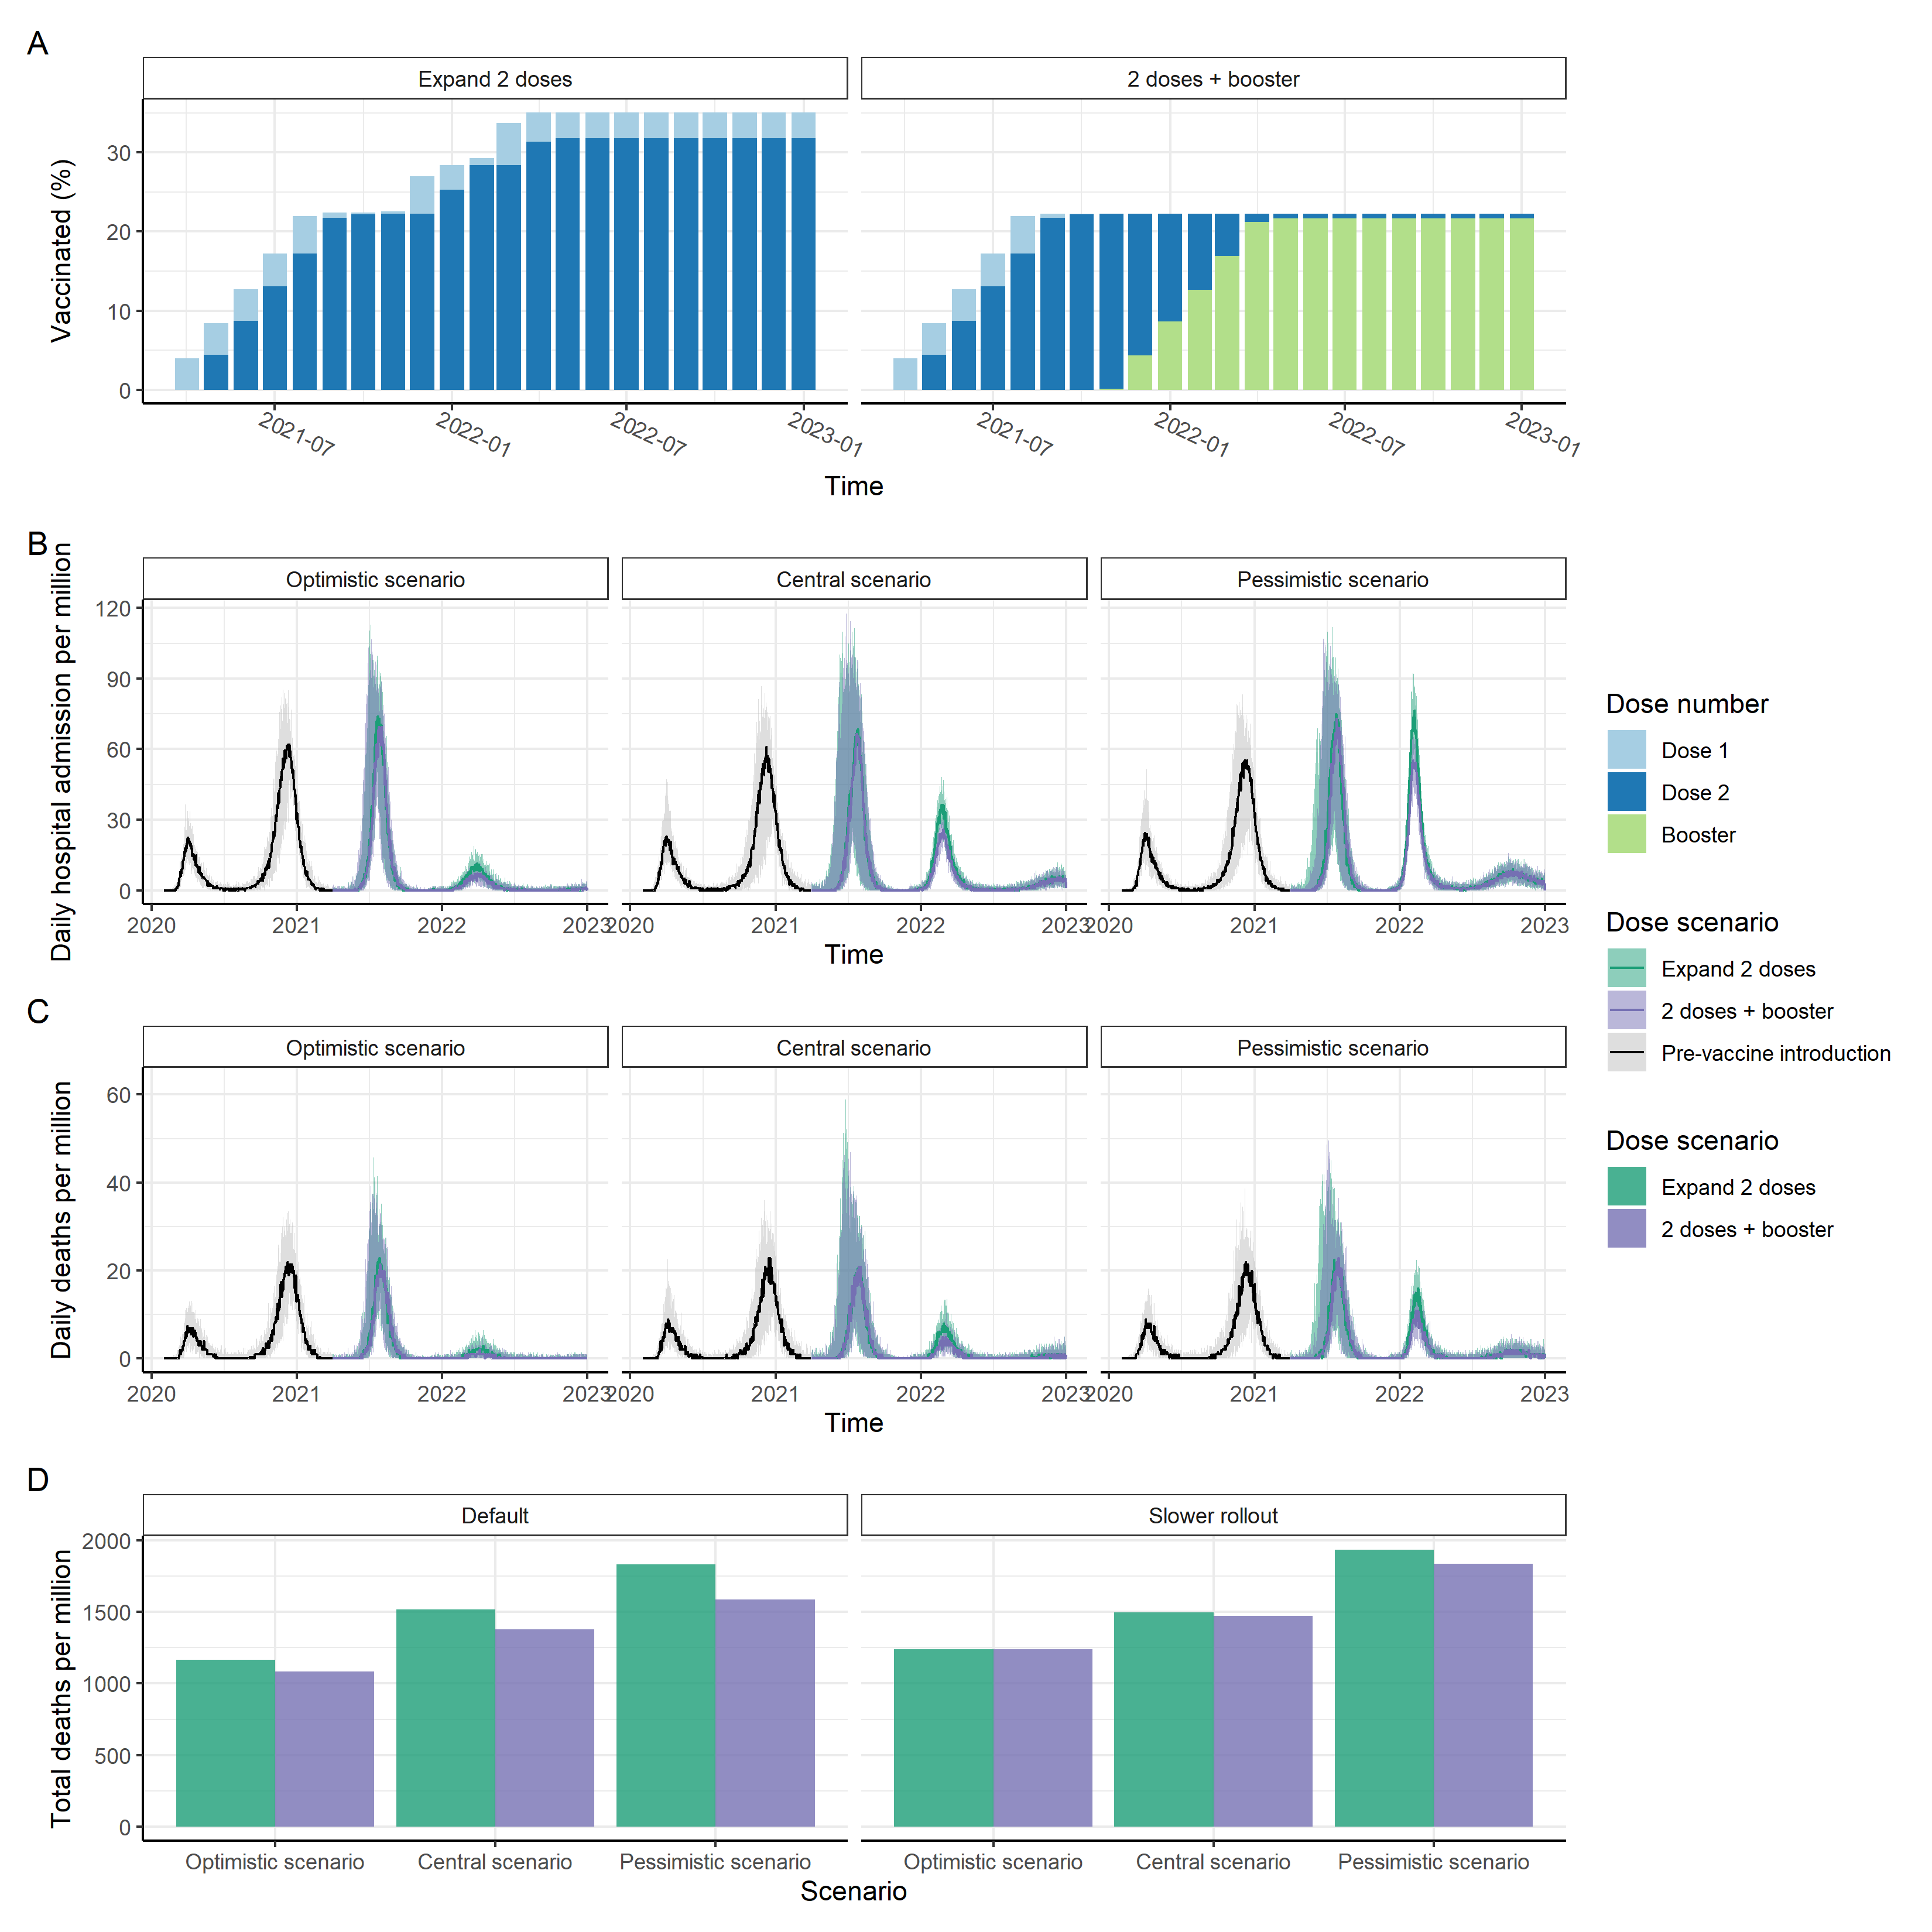 A
Expand 2 doses
2 doses + booster
Vaccinated (%)
30
20
10
0
2021-07
2022-01
2022-07
2023-01
2021-07
2022-01
2022-07
2023-01
Time
B
Optimistic scenario
Central scenario
Pessimistic scenario
Daily hospital admission per million
120
90
60
30
0
2020
2021
2022
2023
2020
2021
2022
2023
2020
2021
2022
2023
Time
C
Optimistic scenario
Central scenario
Pessimistic scenario
Daily deaths per million
60
40
20
0
2020
2021
2022
2023
2020
2021
2022
2023
2020
2021
2022
2023
Time
D
Default
Slower rollout
Total deaths per million
2000
1500
1000
500
0
Optimistic scenario
Central scenario
Pessimistic scenario
Optimistic scenario
Central scenario
Pessimistic scenario
Scenario
Dose number
Dose 1
Dose 2
Booster
Dose scenario
Expand 2 doses
2 doses + booster
Pre-vaccine introduction
Dose scenario
Expand 2 doses
2 doses + booster